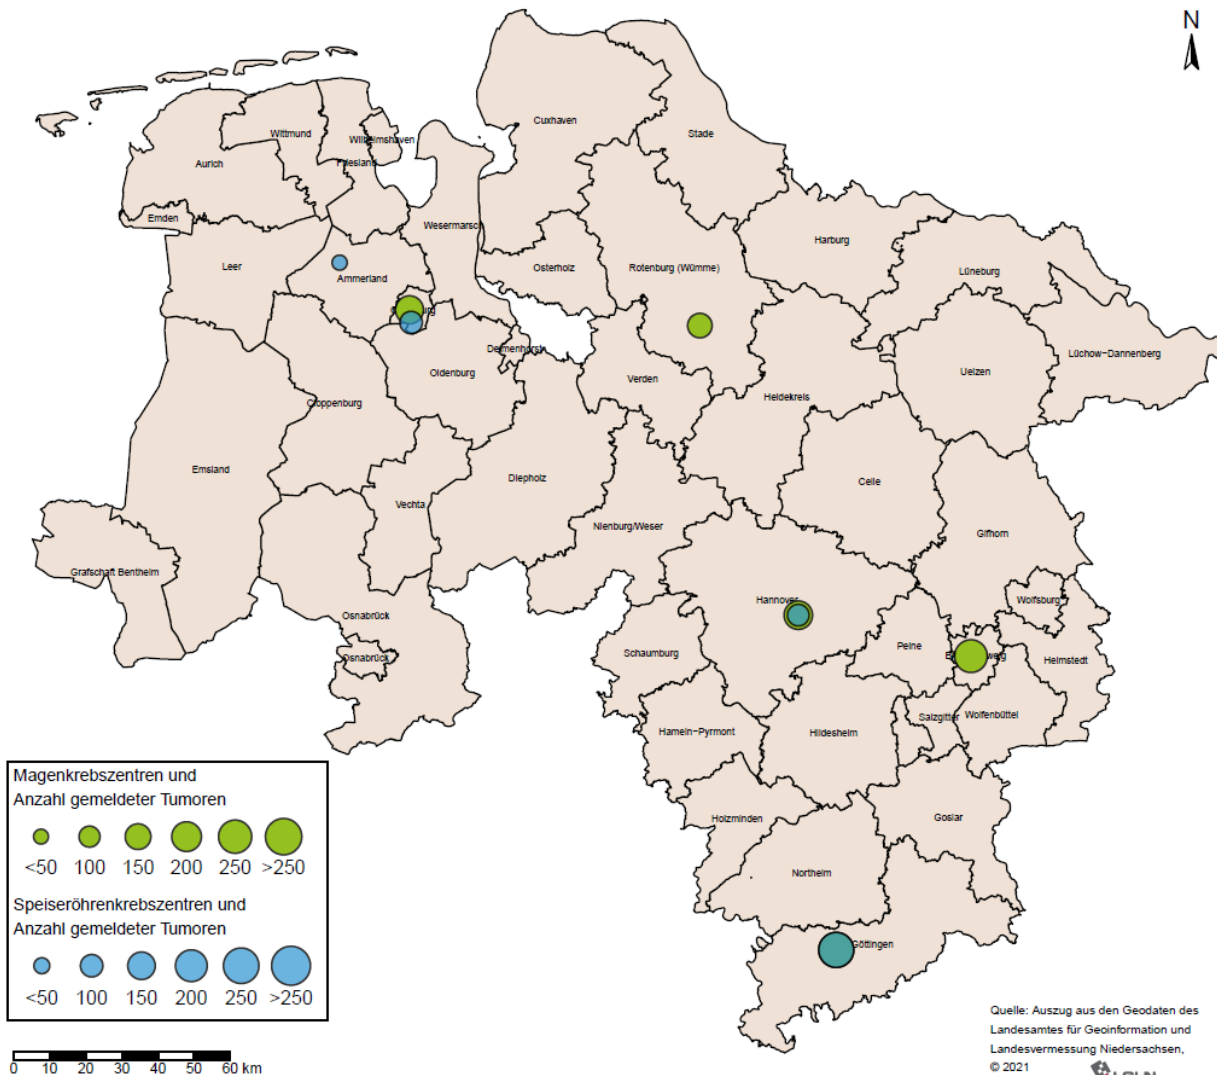 N
Cuxhaven
Stade
Wittmund
Wilhelmshaven
Aurich
Friesland
Emden
Wesermarsch
Harburg
Leer
Osterholz
Rotenburg (Wümme)
Lüneburg
Ammerland
Delmenhorst
Lüchow-Dannenberg
Oldenburg
Verden
Uelzen
Heidekreis
Cloppenburg
Emsland
Diepholz
Celle
Vechta
Nienburg/Weser
Gifhorn
Grafschaft Bentheim
Hannover
Wolfsburg
Osnabrück
Schaumburg
Peine
Helmstedt
Osnabrück
Salzgitter
Wolfenbüttel
Hameln-Pyrmont
Hildesheim
Holzminden
Goslar
Northeim
Göttingen
Magenkrebszentren und
Anzahl gemeldeter Tumoren
<50 100 150 200 250 >250
Speiseröhrenkrebszentren und
Anzahl gemeldeter Tumoren
<50 100 150 200 250 >250
0 10 20 30 40 50 60 km
Quelle: Auszug aus den Geodaten des
Landesamtes für Geoinformation und
Landesvermessung Niedersachsen,
© 2021